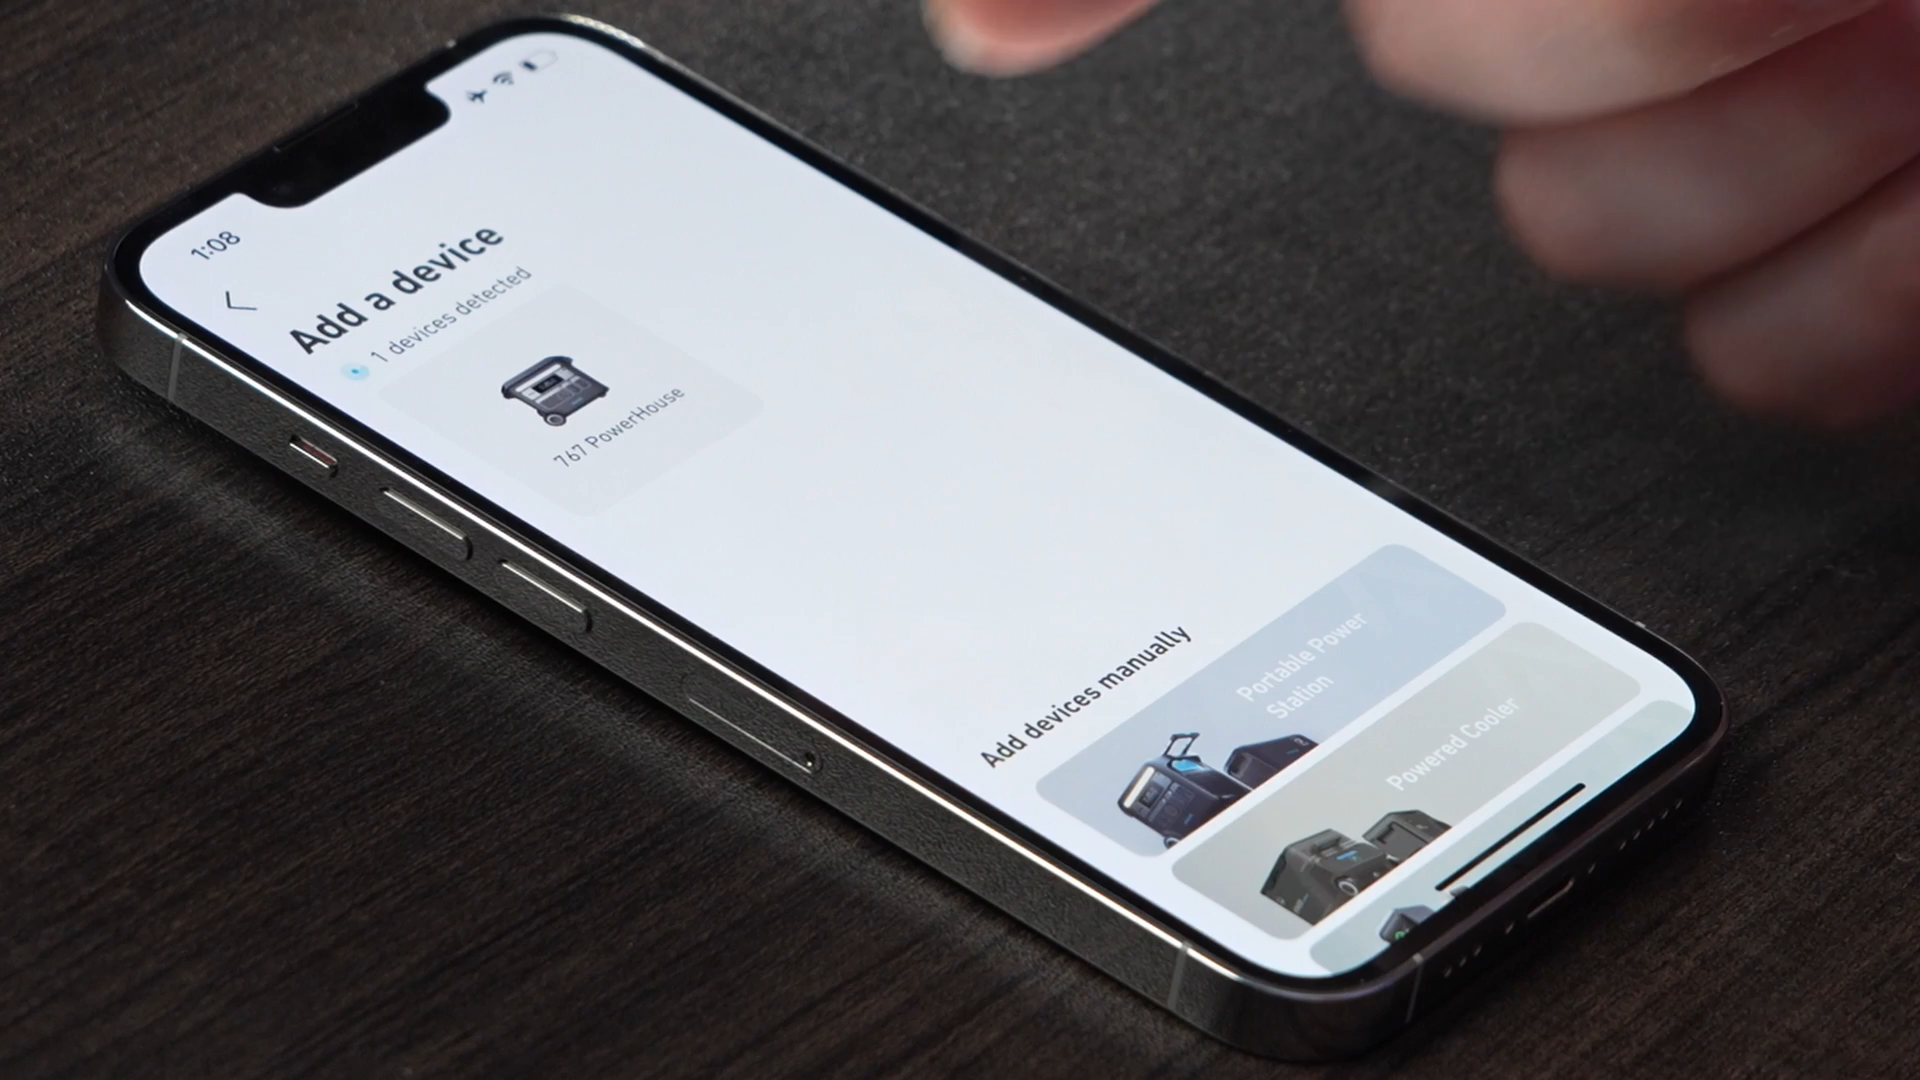 1:08
Add a device
1 devices detected
767 PowerHouse
Add devices manually
Portable Power
Station
Powered Cooler